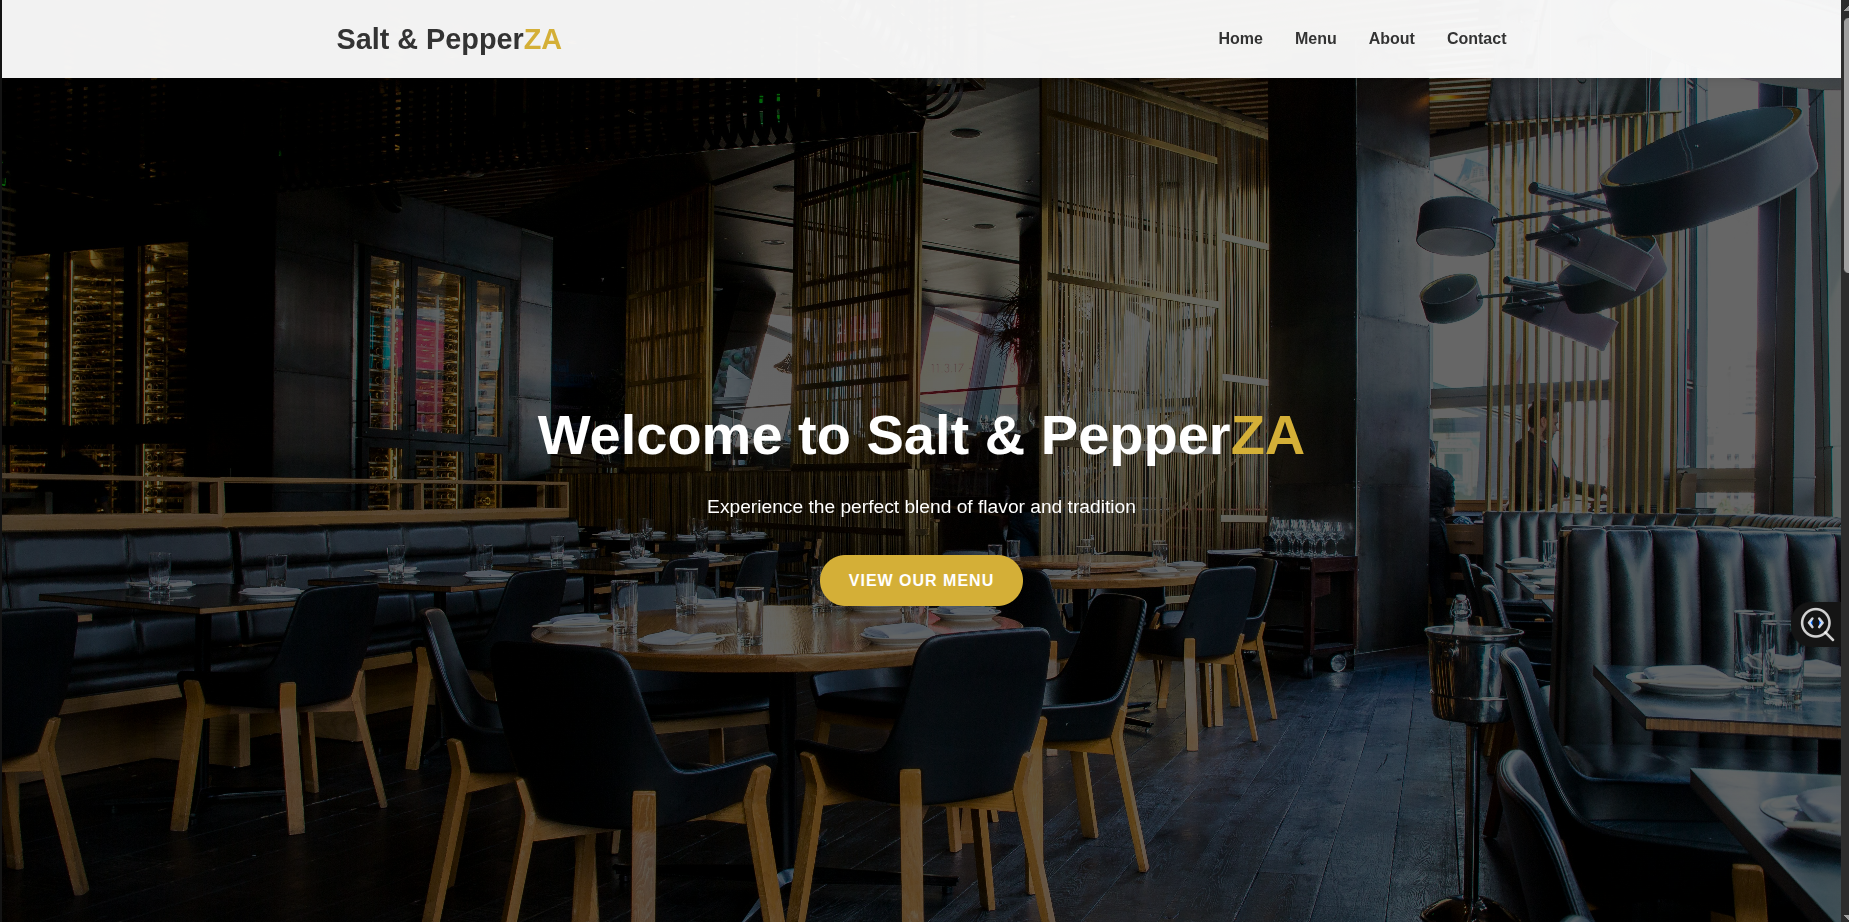 Salt & PepperZA
Home Menu About Contact
Welcome to Salt & PepperZA
Experience the perfect blend of flavor and tradition
VIEW OUR MENU